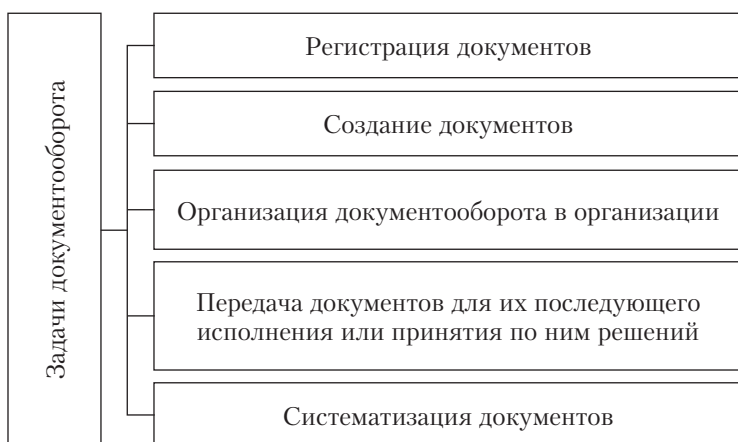 Задачи документооборота
Регистрация документов
Создание документов
Организация документооборота в организации
Передача документов для их последующего
исполнения или принятия по ним решений
Систематизация документов